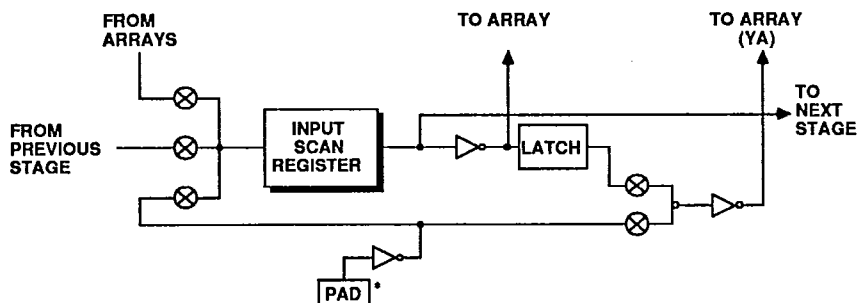 FROM
ARRAYS
TO ARRAY
TO ARRAY
(YA)
FROM
PREVIOUS
STAGE
INPUT
SCAN
REGISTER
LATCH
TO
NEXT
STAGE
PAD *